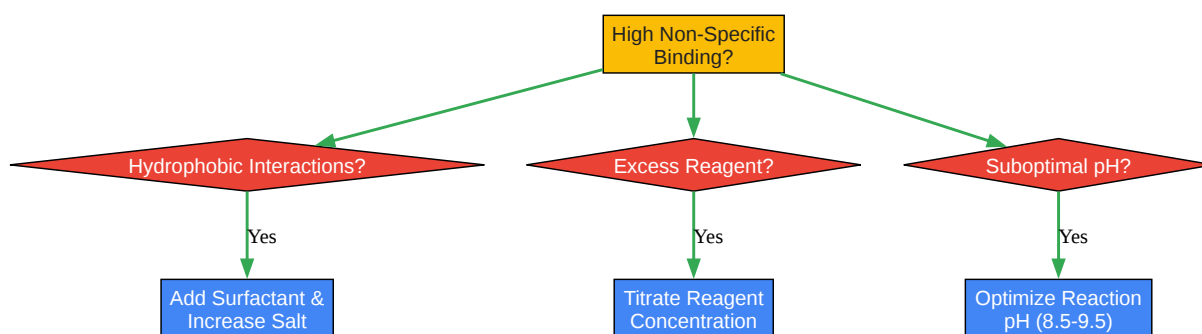 High Non-Specific
Binding?
Hydrophobic Interactions?
Excess Reagent?
Suboptimal pH?
Yes
Yes
Yes
Add Surfactant &
Increase Salt
Titrate Reagent
Concentration
Optimize Reaction
pH (8.5-9.5)